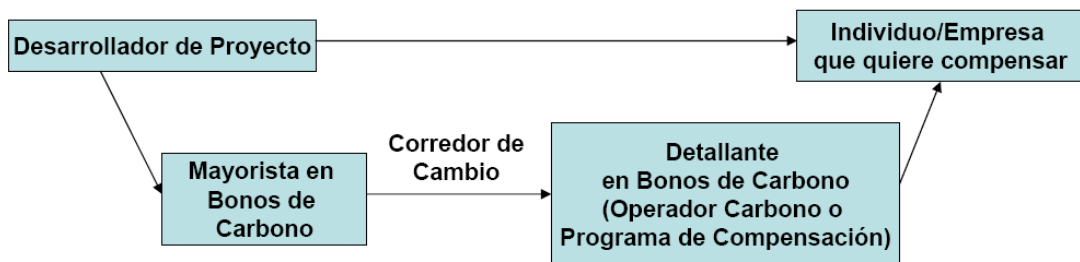 Desarrollador de Proyecto
Individuo/Empresa
que quiere compensar
Mayorista en
Bonos de
Carbono
Corredor de
Cambio
Detallante
en Bonos de Carbono
(Operador Carbono o
Programa de Compensación)